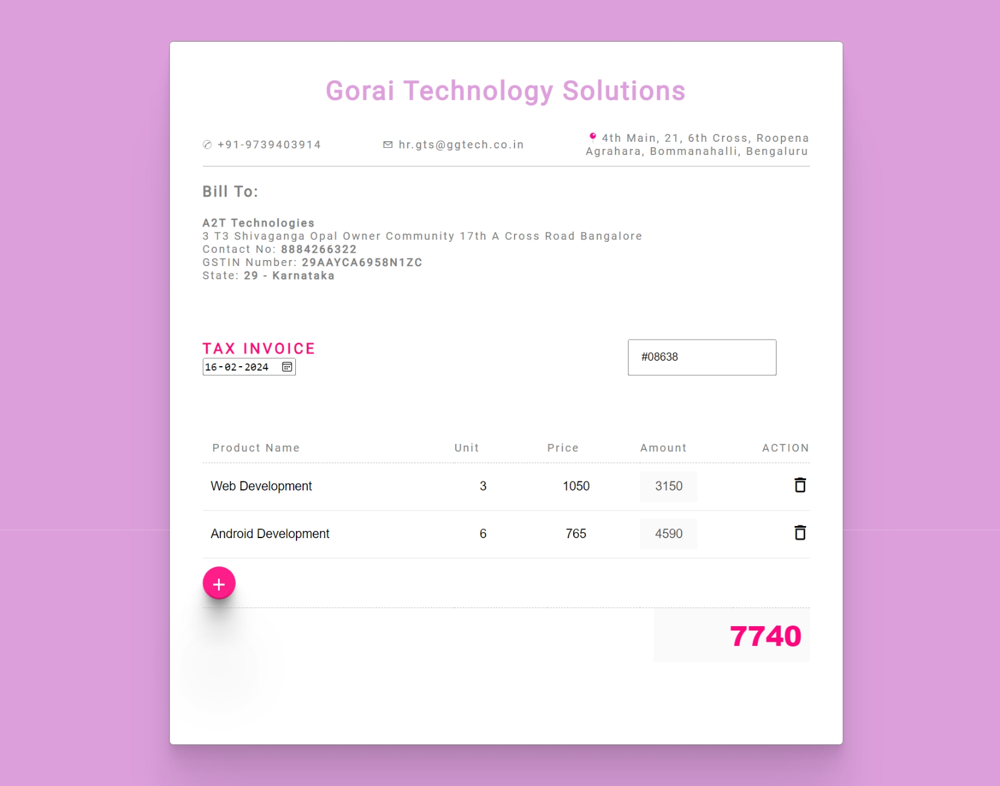 Gorai Technology Solutions
✆ +91-9739403914
✉ hr.gts@ggtech.co.in
📍 4th Main, 21, 6th Cross, Roopena
Agrahara, Bommanahalli, Bengaluru
Bill To:
A2T Technologies
3 T3 Shivaganga Opal Owner Community 17th A Cross Road Bangalore
Contact No: 8884266322
GSTIN Number: 29AAYCA6958N1ZC
State: 29 - Karnataka
TAX INVOICE
16-02-2024
#08638
Product Name Unit Price Amount ACTION
Web Development 3 1050 3150
Android Development 6 765 4590
+
7740